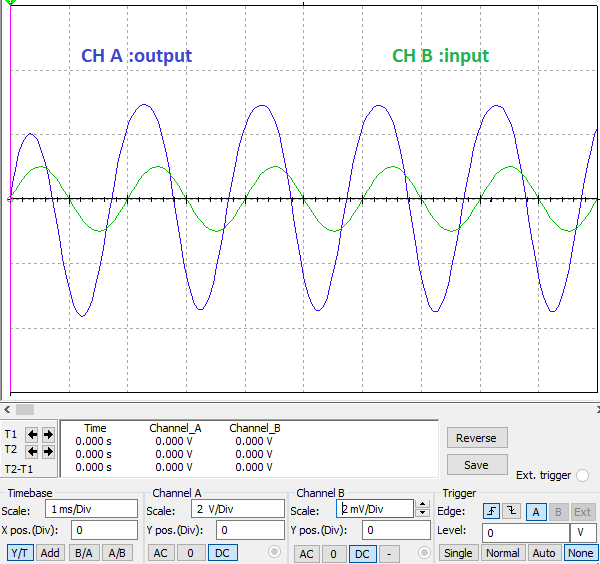 CH A :output CH B :input
T1 Time Channel_A Channel_B
0.000 s 0.000 V 0.000 V
T2 0.000 s 0.000 V 0.000 V
T2-T1 0.000 s 0.000 V 0.000 V
Reverse
Save
Ext. trigger
Timebase Channel A Channel B Trigger
Scale: 1 ms/Div Scale: 2 V/Div Scale: 2 mV/Div Edge: A B Ext
X pos.(Div): 0 Y pos.(Div): 0 Y pos.(Div): 0 Level: 0 V
Y/T Add B/A A/B AC 0 DC AC 0 DC - Single Normal Auto None